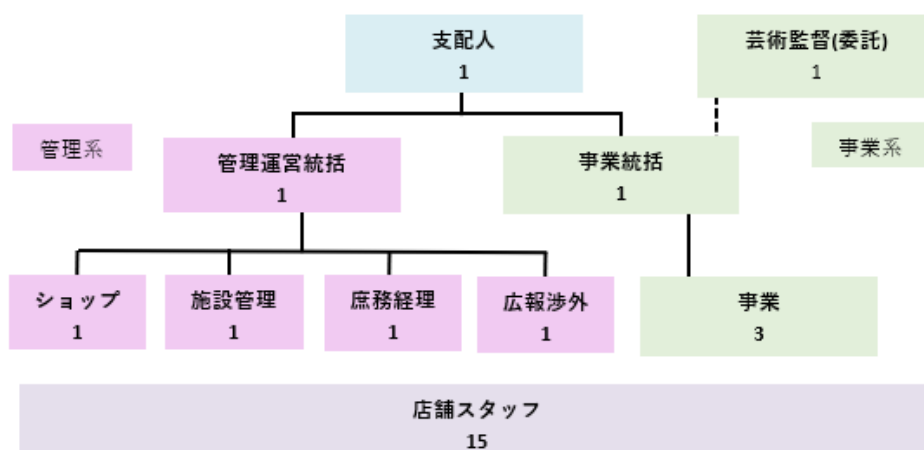 支配人
1
芸術監督(委託)
1
管理系
管理運営統括
1
事業統括
1
事業系
ショップ
1
施設管理
1
庶務経理
1
広報渉外
1
事業
3
店舗スタッフ
15